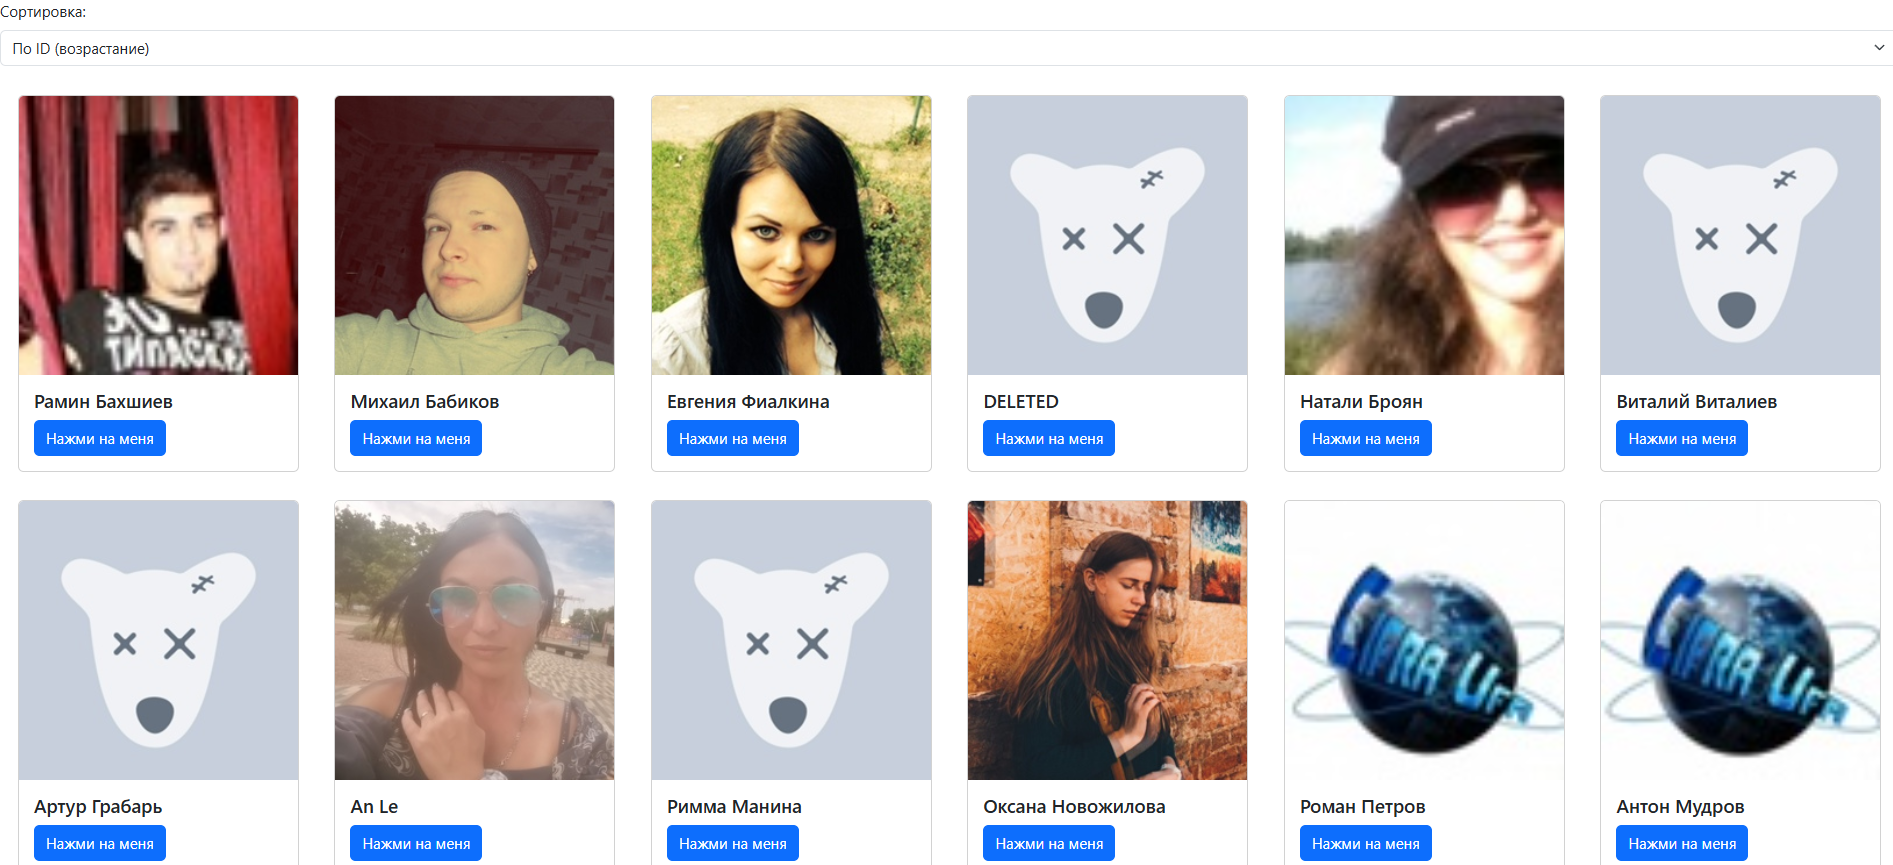 Сортировка:
По ID (возрастание)
Рамин Бахшиев
Нажми на меня
Михаил Бабиков
Нажми на меня
Евгения Фиалкина
Нажми на меня
DELETED
Нажми на меня
Натали Броян
Нажми на меня
Виталий Виталиев
Нажми на меня
Артур Грабарь
Нажми на меня
An Le
Нажми на меня
Римма Манина
Нажми на меня
Оксана Новожилова
Нажми на меня
Роман Петров
Нажми на меня
Антон Мудров
Нажми на меня